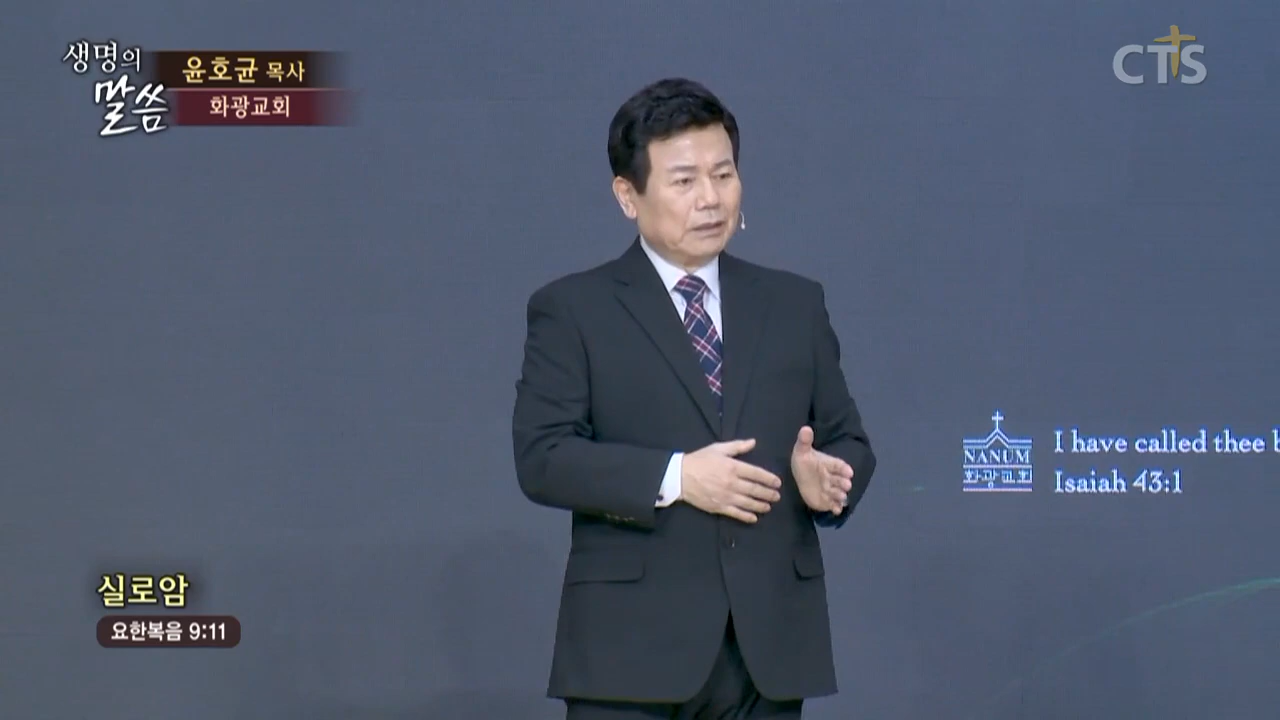 생명의
말씀
윤호균 목사
화광교회
CTS
I have called thee b
NANUM
화광교회
Isaiah 43:1
실로암
요한복음 9:11